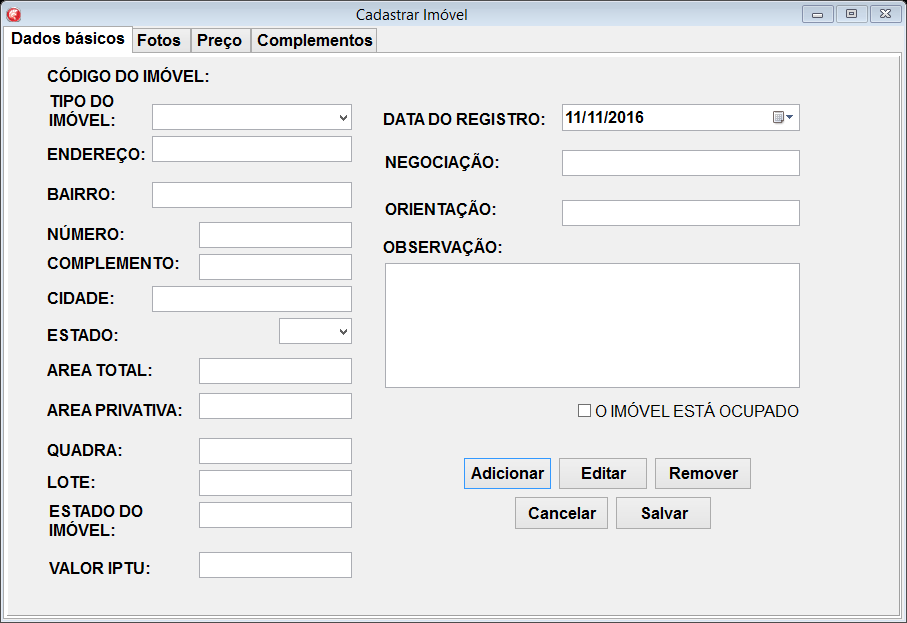 Cadastrar Imóvel
Dados básicos
Fotos
Preço
Complementos
CÓDIGO DO IMÓVEL:
TIPO DO
IMÓVEL:
ENDEREÇO:
BAIRRO:
NÚMERO:
COMPLEMENTO:
CIDADE:
ESTADO:
AREA TOTAL:
AREA PRIVATIVA:
QUADRA:
LOTE:
ESTADO DO
IMÓVEL:
VALOR IPTU:
DATA DO REGISTRO:
11/11/2016
NEGOCIAÇÃO:
ORIENTAÇÃO:
OBSERVAÇÃO:
O IMÓVEL ESTÁ OCUPADO
Adicionar
Editar
Remover
Cancelar
Salvar